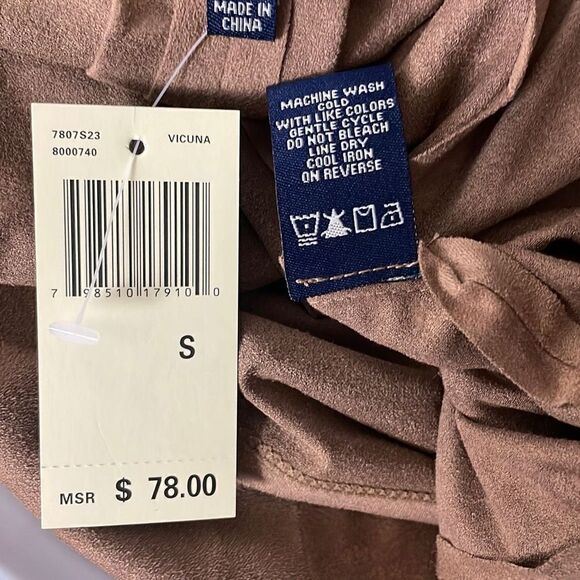 MADE IN
CHINA
MACHINE WASH
COLD
WITH LIKE COLORS
GENTLE CYCLE
DO NOT BLEACH
LINE DRY
COOL IRON
ON REVERSE
7807S23 VICUNA
8000740
7 98510 17910 0
S
MSR $ 78.00